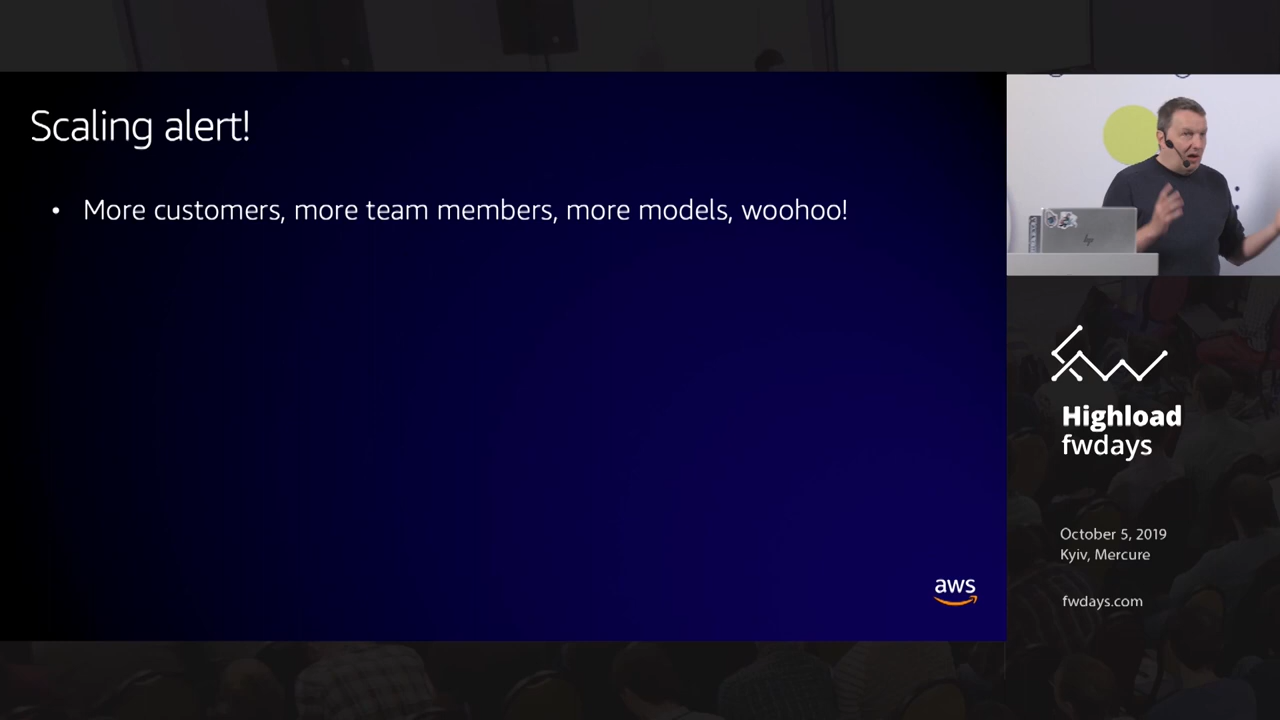 Scaling alert!
• More customers, more team members, more models, woohoo!
aws
hp
Highload
fwdays
October 5, 2019
Kyiv, Mercure
fwdays.com